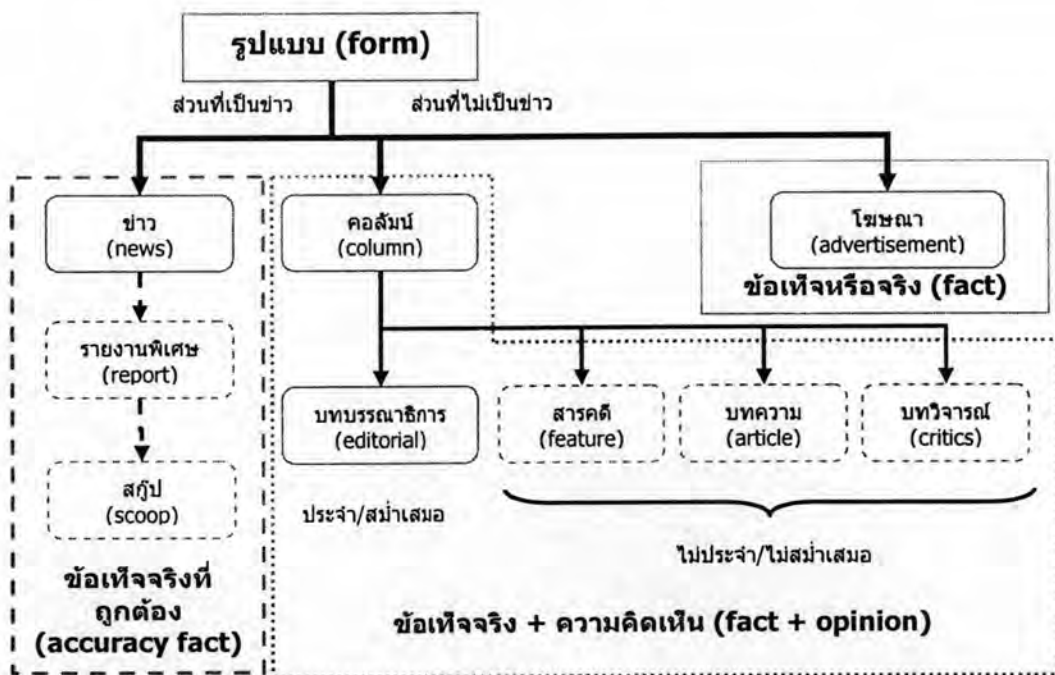 รูปแบบ (form)
ส่วนที่เป็นข่าว
ส่วนที่ไม่เป็นข่าว
ข่าว
(news)
คอลัมน์
(column)
โฆษณา
(advertisement)
ข้อเท็จหรือจริง (fact)
รายงานพิเศษ
(report)
บทบรรณาธิการ
(editorial)
สารคดี
(feature)
บทความ
(article)
บทวิจารณ์
(critics)
สกู๊ป
(scoop)
ประจำ/สม่ำเสมอ
ไม่ประจำ/ไม่สม่ำเสมอ
ข้อเท็จจริงที่
ถูกต้อง
(accuracy fact)
ข้อเท็จจริง + ความคิดเห็น (fact + opinion)